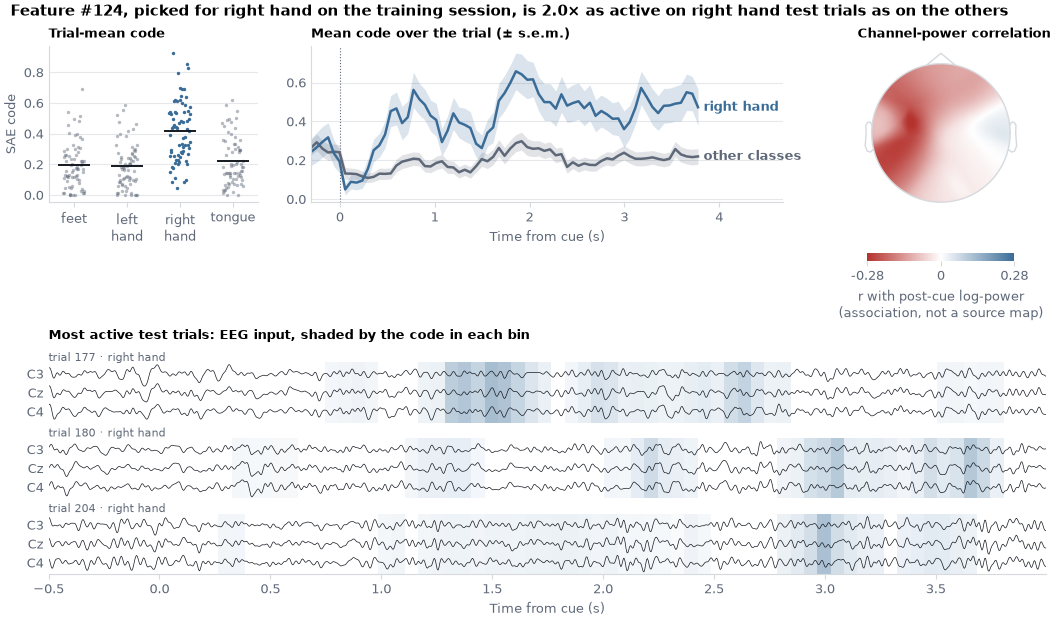 Feature #124, picked for right hand on the training session, is 2.0× as active on right hand test trials as on the others
Trial-mean code
Mean code over the trial (± s.e.m.)
Channel-power correlation
SAE code
0.8
0.6
0.4
0.2
0.0
feet
left
hand
right
hand
tongue
0.6
0.4
0.2
0.0
0
1
2
3
4
Time from cue (s)
right hand
other classes
-0.28
0
0.28
r with post-cue log-power
(association, not a source map)
Most active test trials: EEG input, shaded by the code in each bin
trial 177 · right hand
C3
Cz
C4
trial 180 · right hand
C3
Cz
C4
trial 204 · right hand
C3
Cz
C4
−0.5
0.0
0.5
1.0
1.5
2.0
2.5
3.0
3.5
Time from cue (s)